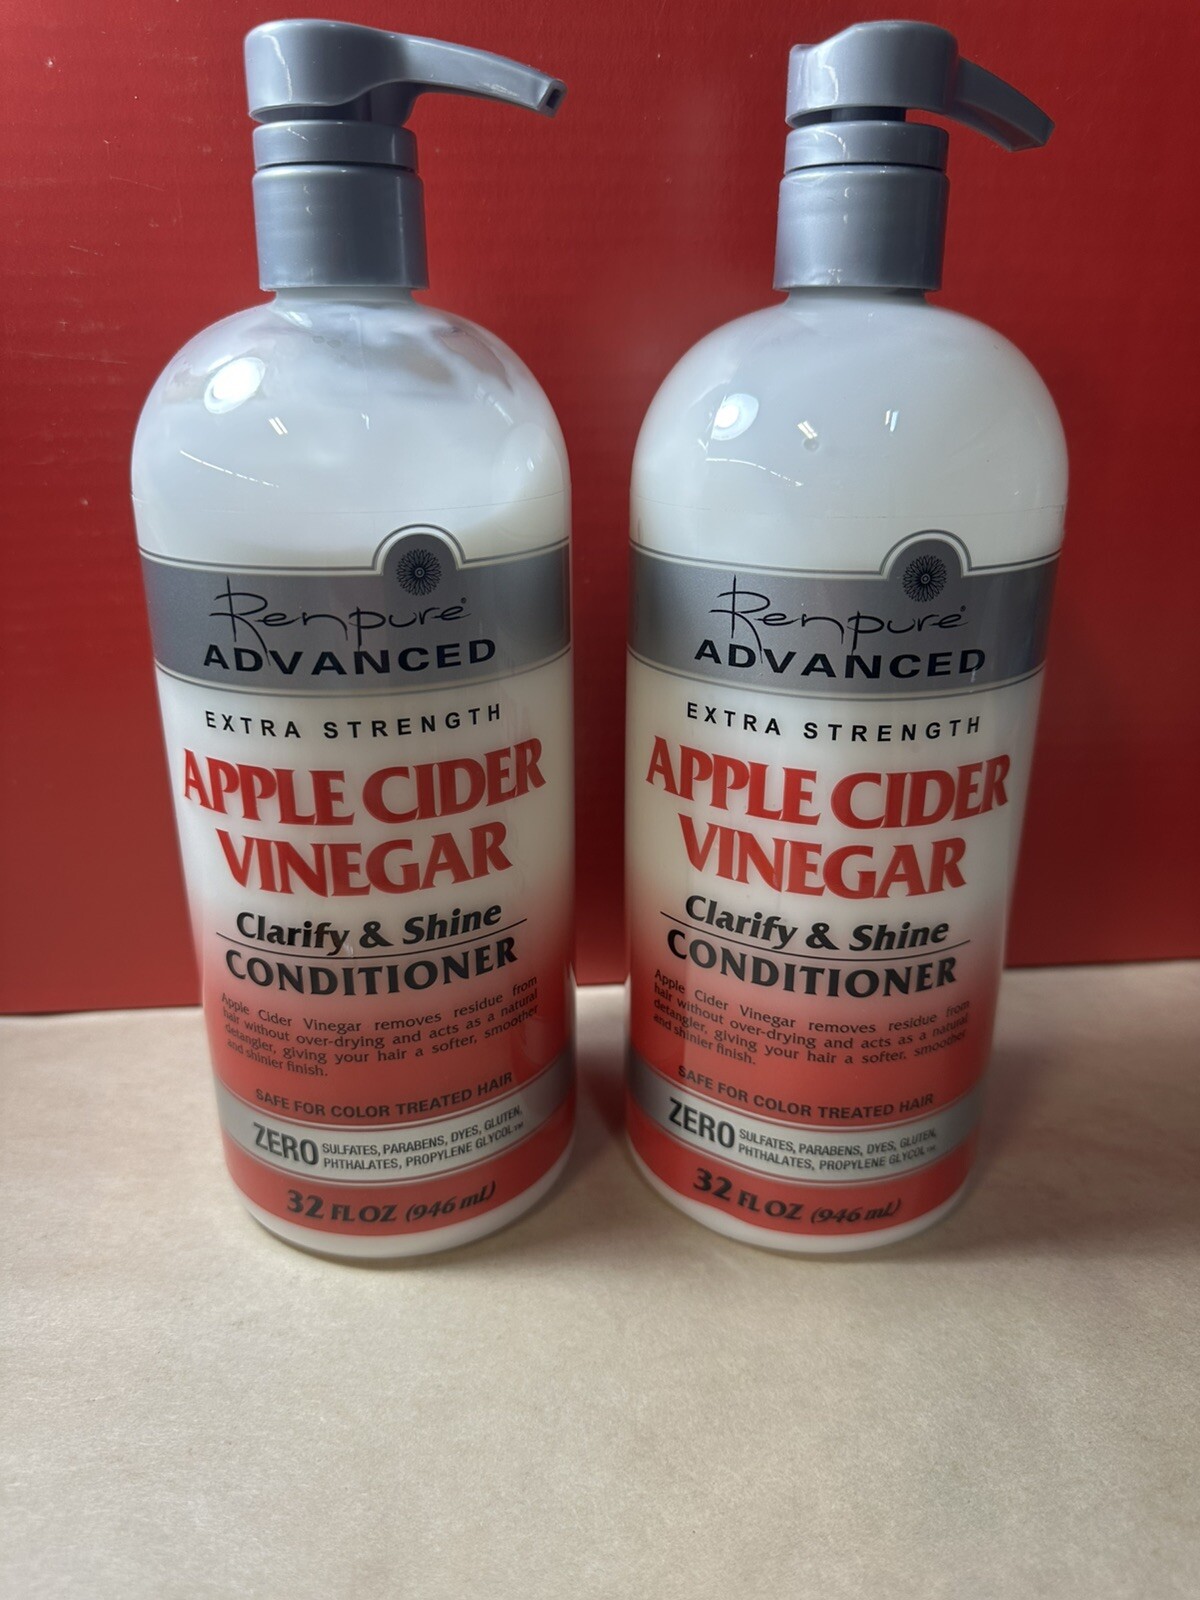 Renpure®
ADVANCED
EXTRA STRENGTH
APPLE CIDER
VINEGAR
Clarify & Shine
CONDITIONER
Apple Cider Vinegar removes residue from
hair without over-drying and acts as a natural
detangler, giving your hair a softer, smoother
and shinier finish.
SAFE FOR COLOR TREATED HAIR
ZERO SULFATES, PARABENS, DYES, GLUTEN,
PHTHALATES, PROPYLENE GLYCOL™
32 FL OZ (946 mL)
Renpure®
ADVANCED
EXTRA STRENGTH
APPLE CIDER
VINEGAR
Clarify & Shine
CONDITIONER
Apple Cider Vinegar removes residue from
hair without over-drying and acts as a natural
detangler, giving your hair a softer, smoother
and shinier finish.
SAFE FOR COLOR TREATED HAIR
ZERO SULFATES, PARABENS, DYES, GLUTEN,
PHTHALATES, PROPYLENE GLYCOL™
32 FL OZ (946 mL)